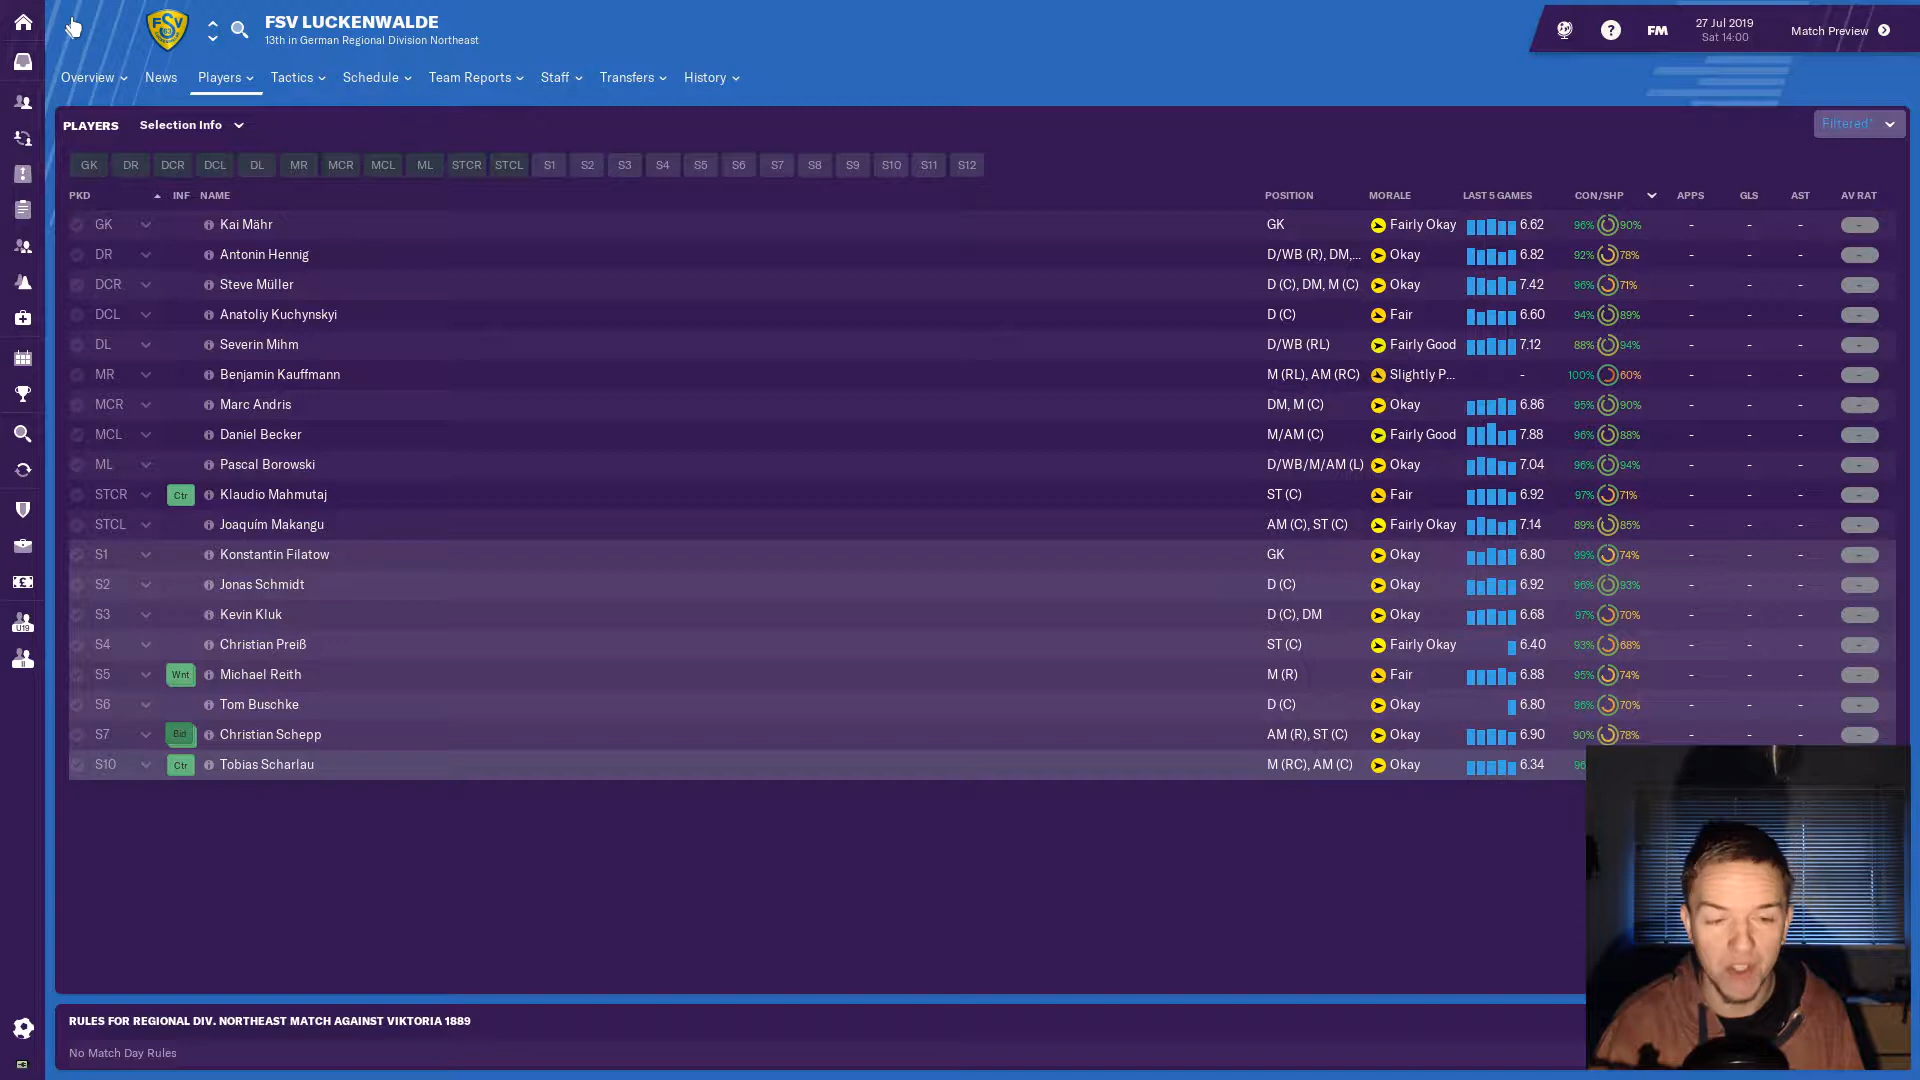 FSV LUCKENWALDE
13th in German Regional Division Northeast
FM
27 Jul 2019
Sat 14:00
Match Preview
Overview News Players Tactics Schedule Team Reports Staff Transfers History
PLAYERS Selection Info Filtered*
GK DR DCR DCL DL MR MCR MCL ML STCR STCL S1 S2 S3 S4 S5 S6 S7 S8 S9 S10 S11 S12
PKD INF NAME POSITION MORALE LAST 5 GAMES CON/SHP APPS GLS AST AV RAT
GK Kai Mähr GK Fairly Okay 6.62 96% 90% - - - -
DR Antonin Hennig D/WB (R), DM,... Okay 6.82 92% 78% - - - -
DCR Steve Müller D (C), DM, M (C) Okay 7.42 96% 71% - - - -
DCL Anatoliy Kuchynskyi D (C) Fair 6.60 94% 89% - - - -
DL Severin Mihm D/WB (RL) Fairly Good 7.12 88% 94% - - - -
MR Benjamin Kauffmann M (RL), AM (RC) Slightly P... - 100% 60% - - - -
MCR Marc Andris DM, M (C) Okay 6.86 95% 90% - - - -
MCL Daniel Becker M/AM (C) Fairly Good 7.88 96% 88% - - - -
ML Pascal Borowski D/WB/M/AM (L) Okay 7.04 96% 94% - - - -
STCR Ctr Klaudio Mahmutaj ST (C) Fair 6.92 97% 71% - - - -
STCL Joaquím Makangu AM (C), ST (C) Fairly Okay 7.14 89% 85% - - - -
S1 Konstantin Filatow GK Okay 6.80 99% 74% - - - -
S2 Jonas Schmidt D (C) Okay 6.92 96% 93% - - - -
S3 Kevin Kluk D (C), DM Okay 6.68 97% 70% - - - -
S4 Christian Preiß ST (C) Fairly Okay 6.40 93% 68% - - - -
S5 Wnt Michael Reith M (R) Fair 6.88 95% 74% - - - -
S6 Tom Buschke D (C) Okay 6.80 96% 70% - - - -
S7 Bid Christian Schepp AM (R), ST (C) Okay 6.90 90% 78% - - - -
S10 Ctr Tobias Scharlau M (RC), AM (C) Okay 6.34
U19
II
RULES FOR REGIONAL DIV. NORTHEAST MATCH AGAINST VIKTORIA 1889
No Match Day Rules